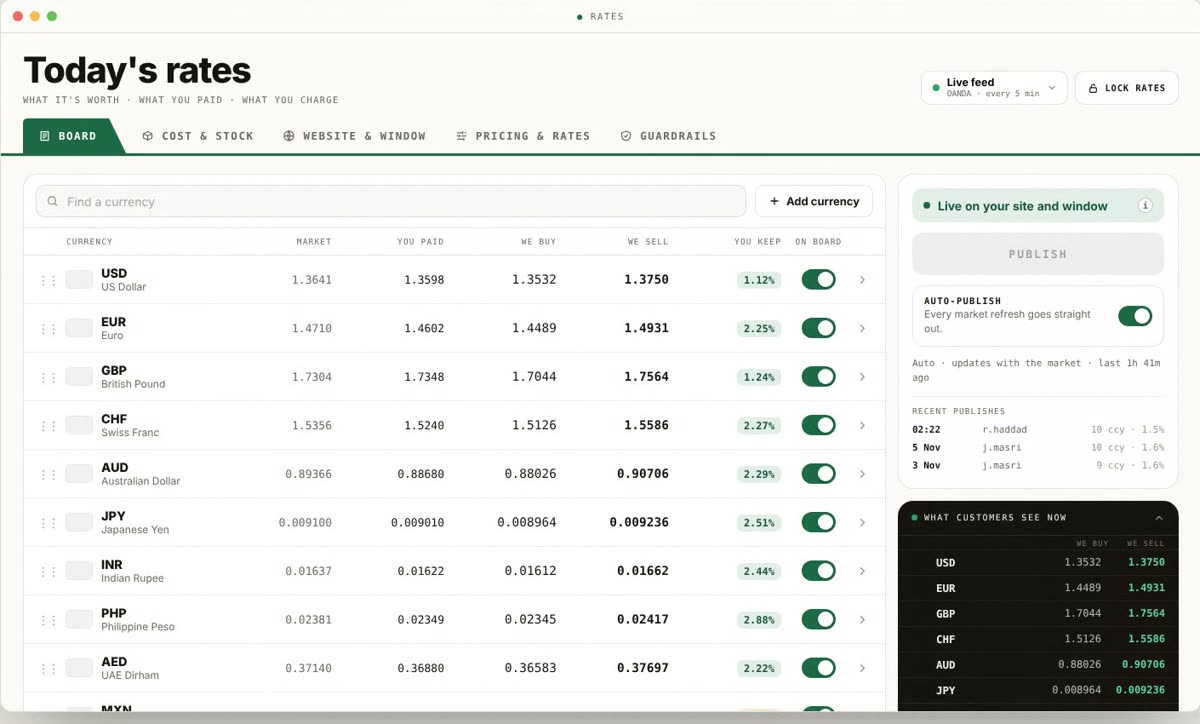 RATES
Today's rates
WHAT IT'S WORTH · WHAT YOU PAID · WHAT YOU CHARGE
Live feed
OANDA · every 5 min
LOCK RATES
BOARD
COST & STOCK
WEBSITE & WINDOW
PRICING & RATES
GUARDRAILS
Find a currency
+ Add currency
CURRENCY MARKET YOU PAID WE BUY WE SELL YOU KEEP ON BOARD
USD 1.3641 1.3598 1.3532 1.3750 1.12%
US Dollar
EUR 1.4710 1.4602 1.4489 1.4931 2.25%
Euro
GBP 1.7304 1.7348 1.7044 1.7564 1.24%
British Pound
CHF 1.5356 1.5240 1.5126 1.5586 2.27%
Swiss Franc
AUD 0.89366 0.88680 0.88026 0.90706 2.29%
Australian Dollar
JPY 0.009100 0.009010 0.008964 0.009236 2.51%
Japanese Yen
INR 0.01637 0.01622 0.01612 0.01662 2.44%
Indian Rupee
PHP 0.02381 0.02349 0.02345 0.02417 2.88%
Philippine Peso
AED 0.37140 0.36880 0.36583 0.37697 2.22%
UAE Dirham
MXN
Live on your site and window
PUBLISH
AUTO-PUBLISH
Every market refresh goes straight
out.
Auto · updates with the market · last 1h 41m
ago
RECENT PUBLISHES
02:22 r.haddad 10 ccy · 1.5%
5 Nov j.masri 10 ccy · 1.6%
3 Nov j.masri 9 ccy · 1.6%
WHAT CUSTOMERS SEE NOW
WE BUY WE SELL
USD 1.3532 1.3750
EUR 1.4489 1.4931
GBP 1.7044 1.7564
CHF 1.5126 1.5586
AUD 0.88026 0.90706
JPY 0.008964 0.009236